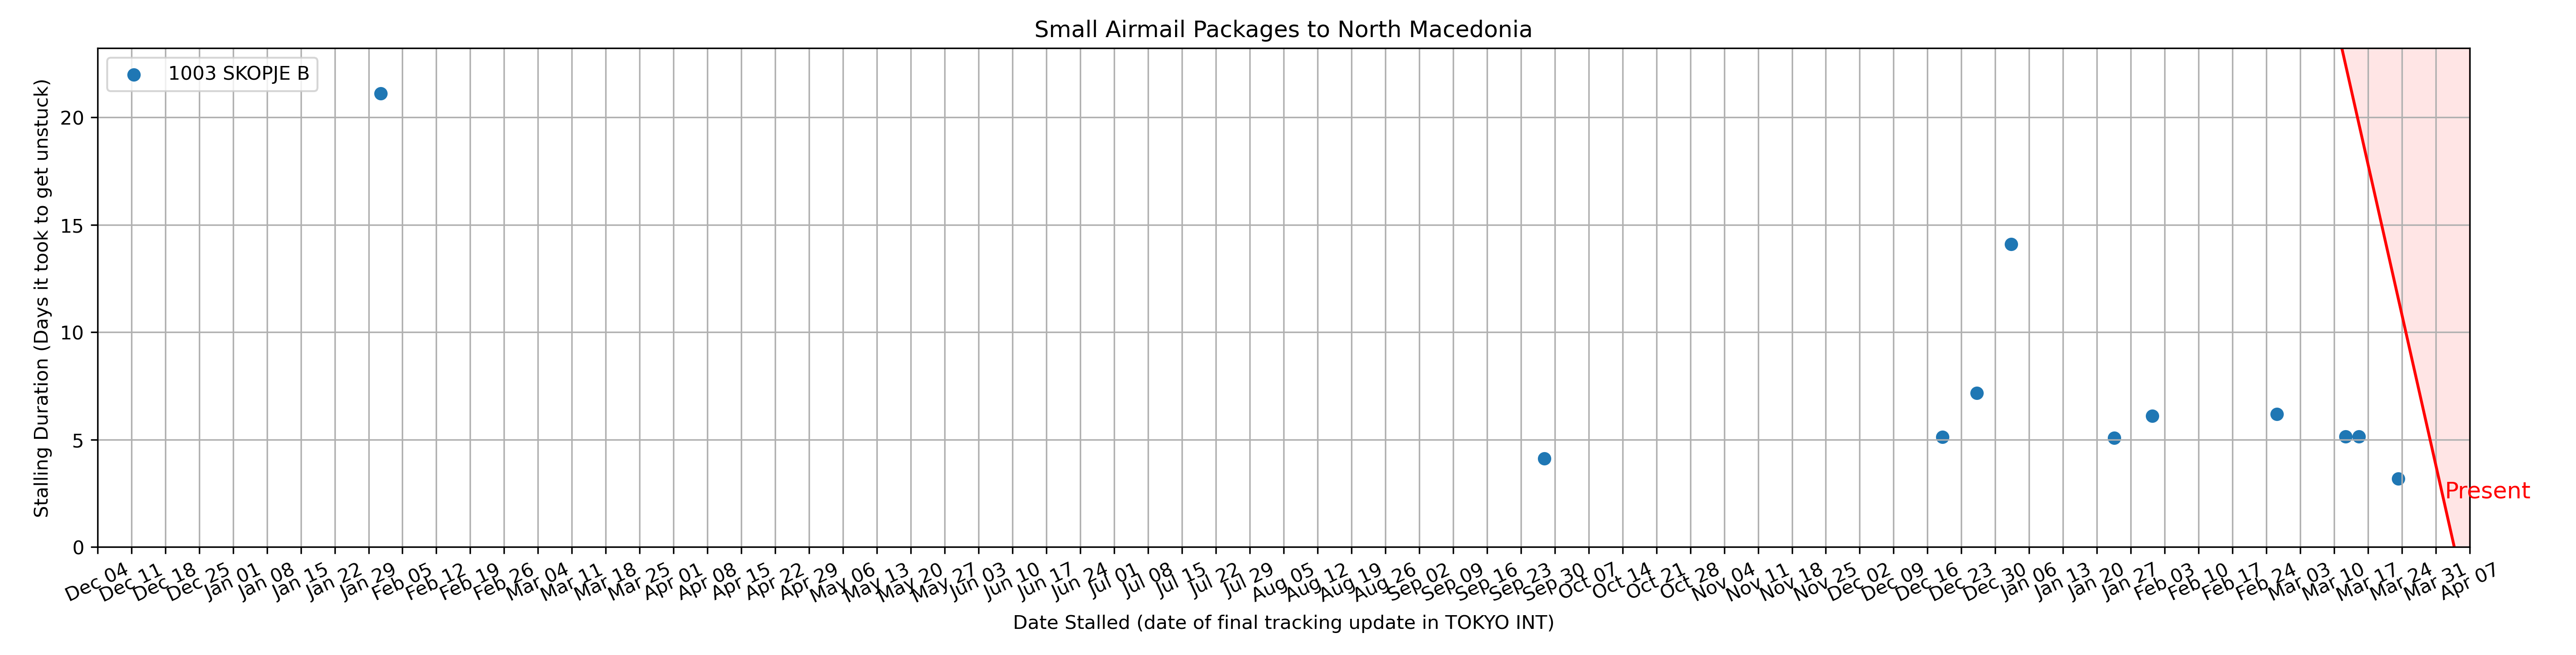 Small Airmail Packages to North Macedonia
1003 SKOPJE B
Stalling Duration (Days it took to get unstuck)
20
15
10
5
0
Present
Dec 04
Dec 11
Dec 18
Dec 25
Jan 01
Jan 08
Jan 15
Jan 22
Jan 29
Feb 05
Feb 12
Feb 19
Feb 26
Mar 04
Mar 11
Mar 18
Mar 25
Apr 01
Apr 08
Apr 15
Apr 22
Apr 29
May 06
May 13
May 20
May 27
Jun 03
Jun 10
Jun 17
Jun 24
Jul 01
Jul 08
Jul 15
Jul 22
Jul 29
Aug 05
Aug 12
Aug 19
Aug 26
Sep 02
Sep 09
Sep 16
Sep 23
Sep 30
Oct 07
Oct 14
Oct 21
Oct 28
Nov 04
Nov 11
Nov 18
Nov 25
Dec 02
Dec 09
Dec 16
Dec 23
Dec 30
Jan 06
Jan 13
Jan 20
Jan 27
Feb 03
Feb 10
Feb 17
Feb 24
Mar 03
Mar 10
Mar 17
Mar 24
Mar 31
Apr 07
Date Stalled (date of final tracking update in TOKYO INT)